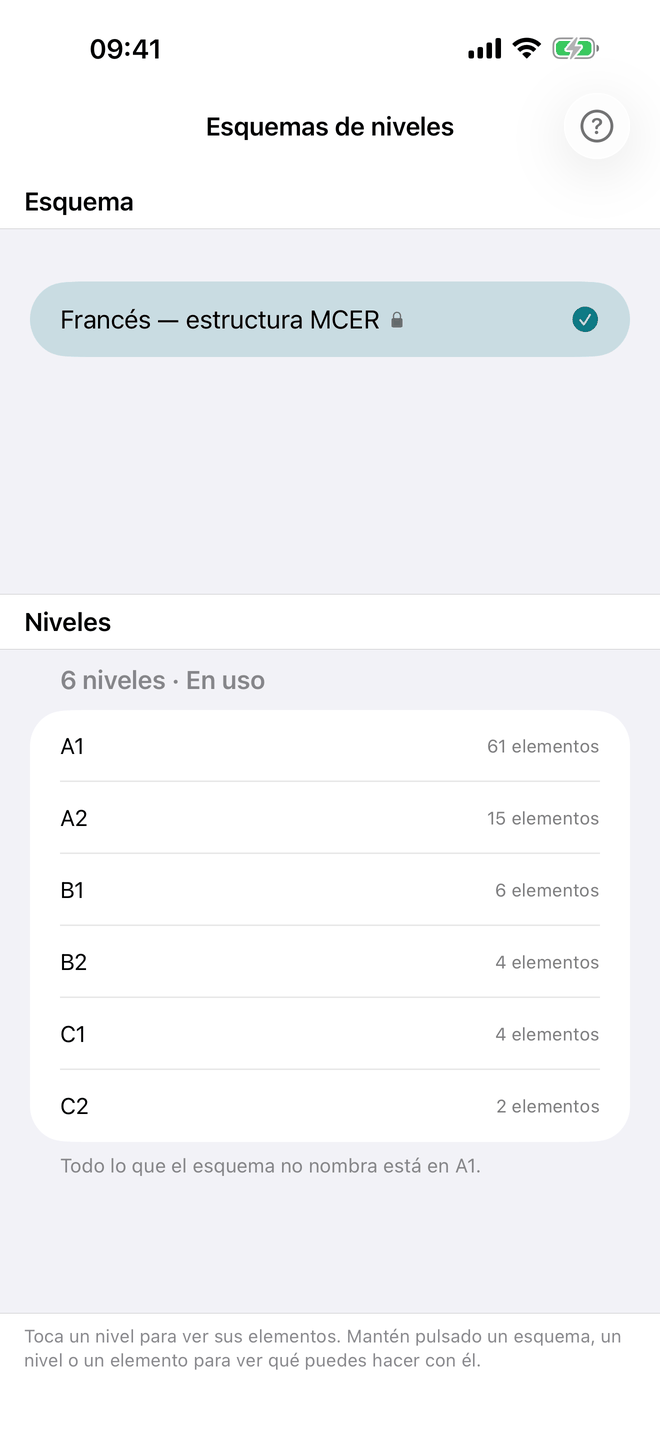 09:41
Esquemas de niveles
Esquema
Francés — estructura MCER
Niveles
6 niveles · En uso
A1 61 elementos
A2 15 elementos
B1 6 elementos
B2 4 elementos
C1 4 elementos
C2 2 elementos
Todo lo que el esquema no nombra está en A1.
Toca un nivel para ver sus elementos. Mantén pulsado un esquema, un
nivel o un elemento para ver qué puedes hacer con él.